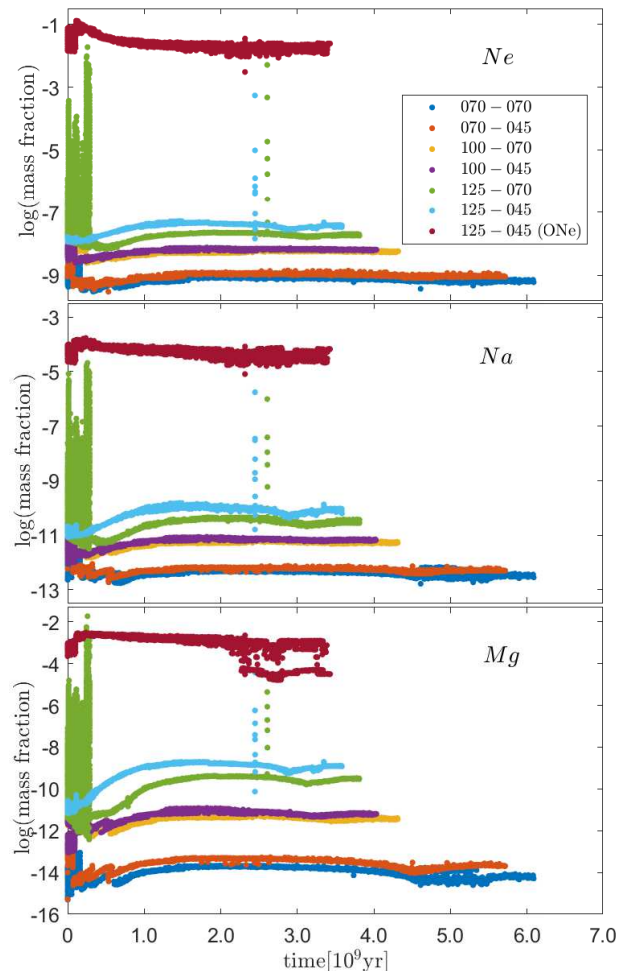 -1
-3
-5
-7
-9
log(mass fraction)
Ne
070 − 070
070 − 045
100 − 070
100 − 045
125 − 070
125 − 045
125 − 045 (ONe)
-3
-5
-7
-9
-11
-13
log(mass fraction)
Na
-2
-4
-6
-8
-10
-12
-14
-16
log(mass fraction)
Mg
0 1.0 2.0 3.0 4.0 5.0 6.0 7.0
time[10⁹yr]